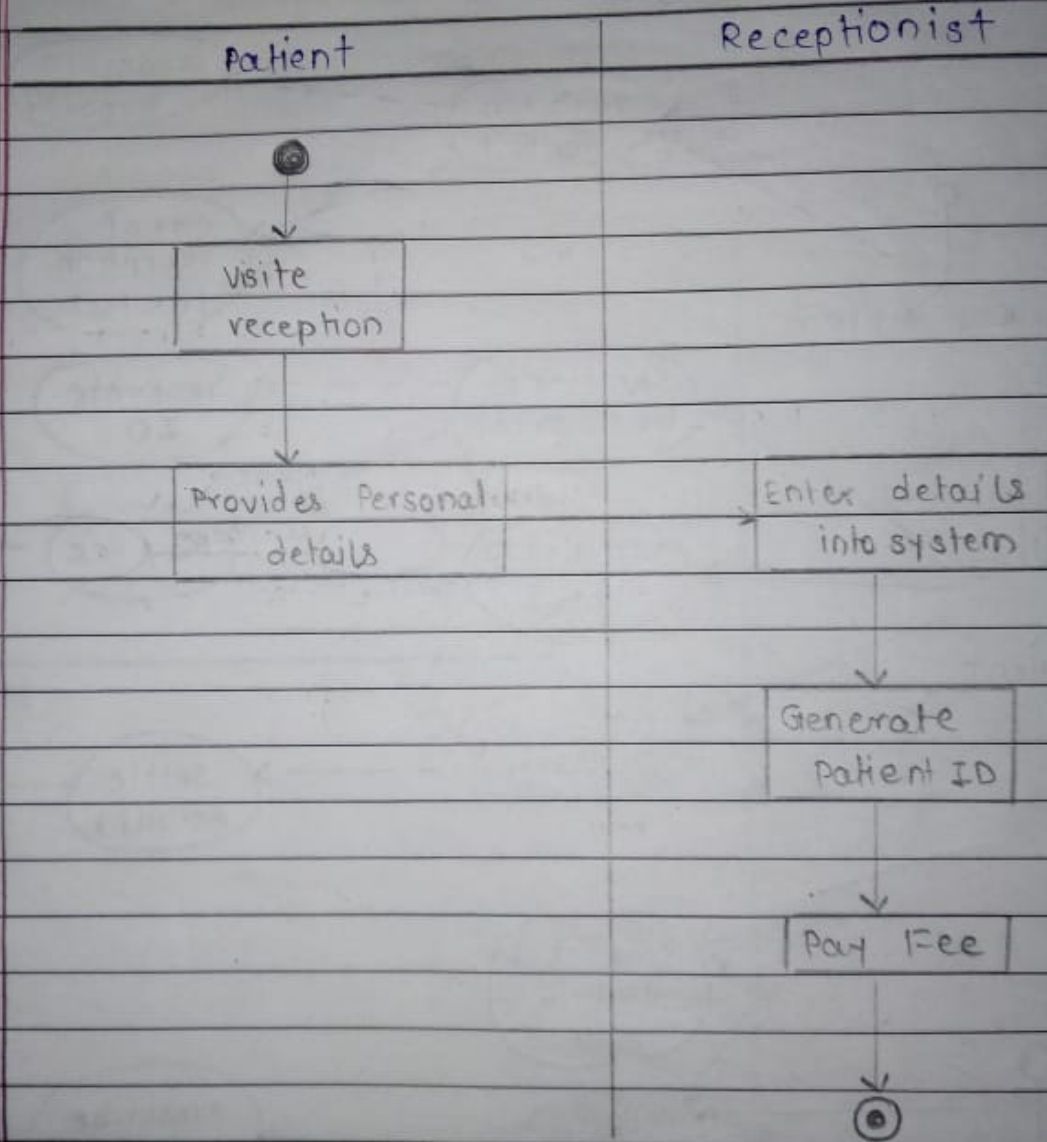 Patient
Receptionist
Visite
reception
Provides Personal
details
Enter details
into system
Generate
Patient ID
Pay Fee